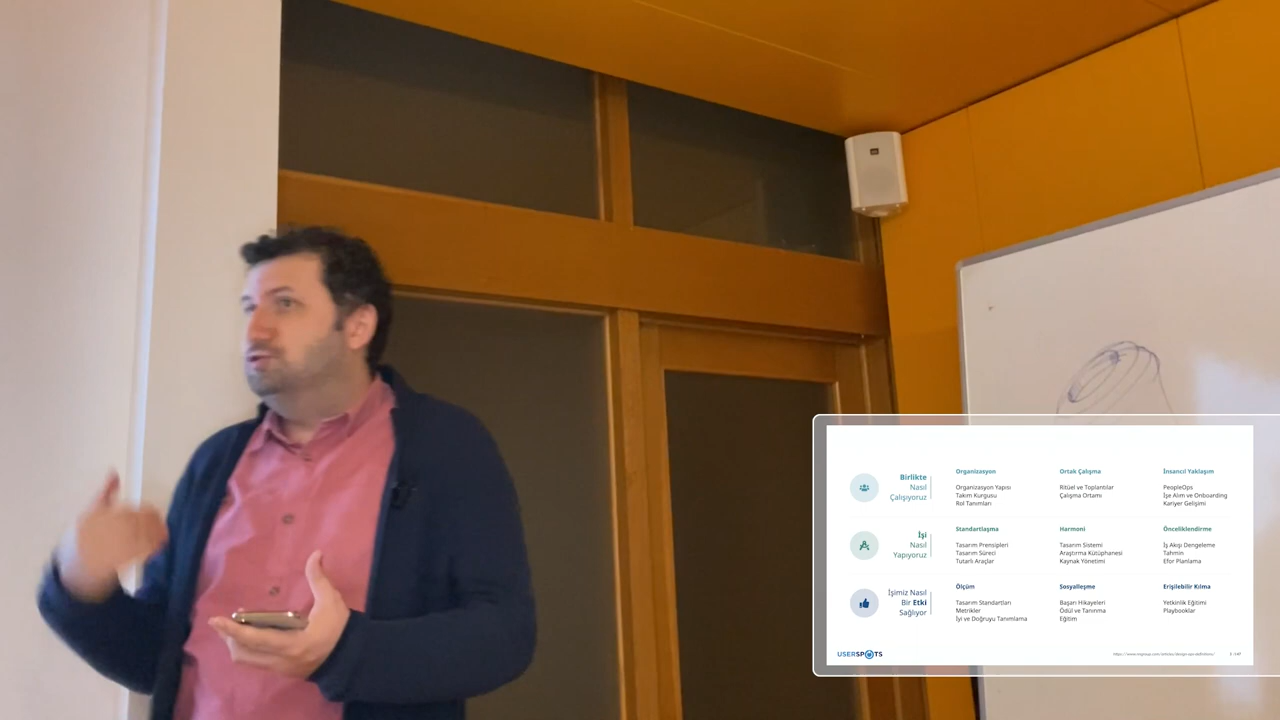 Birlikte
Nasıl
Çalışıyoruz
Organizasyon
Organizasyon Yapısı
Takım Kurgusu
Rol Tanımları
Ortak Çalışma
Ritüel ve Toplantılar
Çalışma Ortamı
İnsancıl Yaklaşım
PeopleOps
İşe Alım ve Onboarding
Kariyer Gelişimi
İşi
Nasıl
Yapıyoruz
Standartlaşma
Tasarım Prensipleri
Tasarım Süreci
Tutarlı Araçlar
Harmoni
Tasarım Sistemi
Araştırma Kütüphanesi
Kaynak Yönetimi
Önceliklendirme
İş Akışı Dengeleme
Tahmin
Efor Planlama
İşimiz Nasıl
Bir Etki
Sağlıyor
Ölçüm
Tasarım Standartları
Metrikler
İyi ve Doğruyu Tanımlama
Sosyalleşme
Başarı Hikayeleri
Ödül ve Tanınma
Eğitim
Erişilebilir Kılma
Yetkinlik Eğitimi
Playbooklar
USERSPOTS